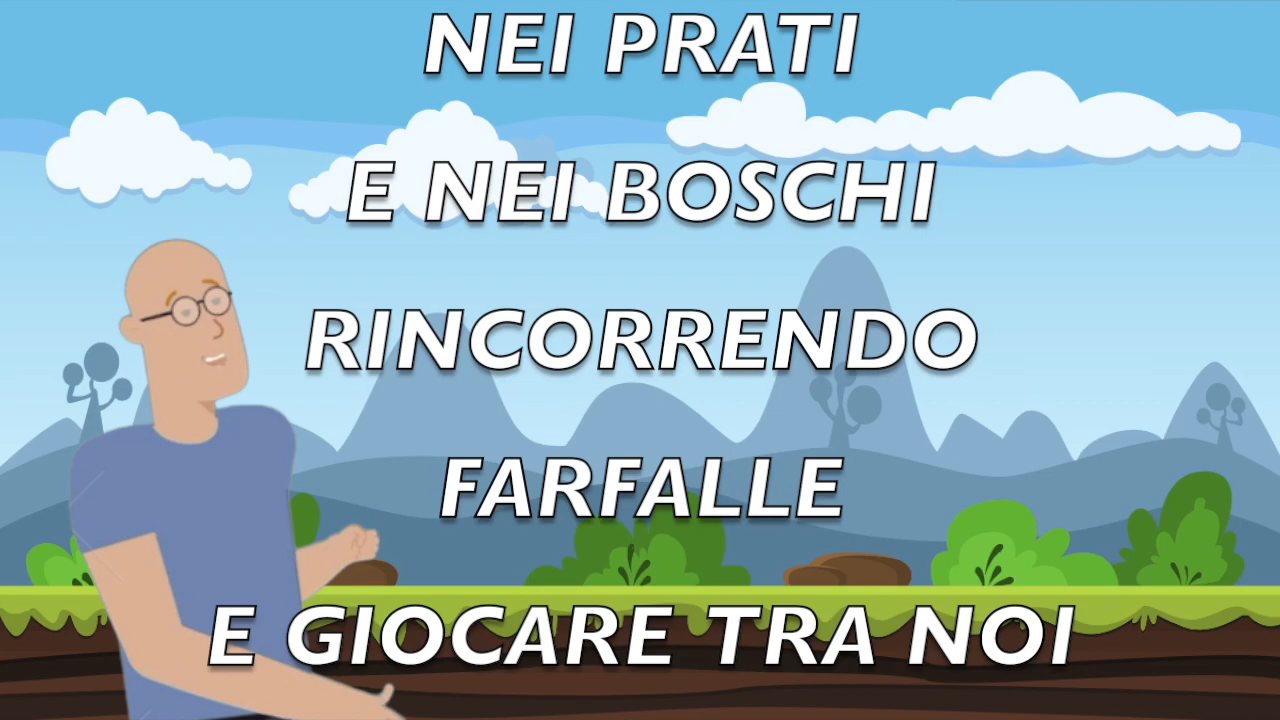 NEI PRATI
E NEI BOSCHI
RINCORRENDO
FARFALLE
E GIOCARE TRA NOI